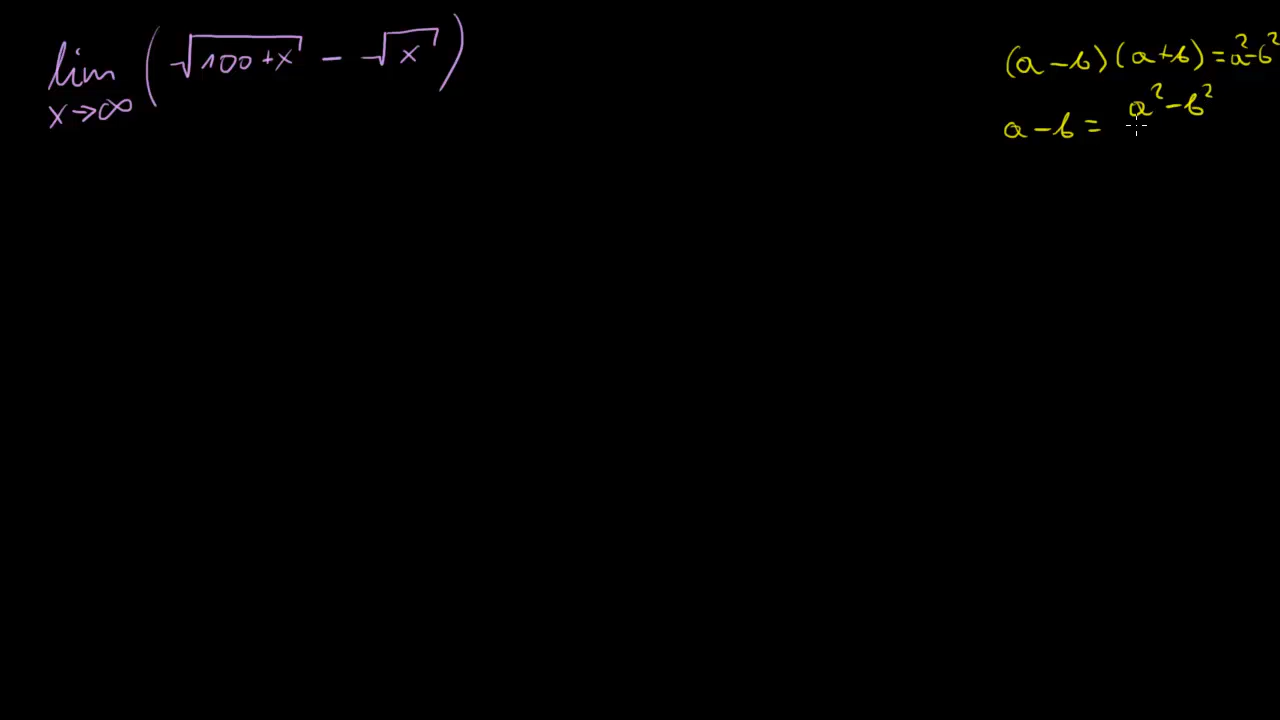 lim x→∞ (√(100+x) − √x)
(a−b)(a+b)=a²−b²
a−b= a²−b²